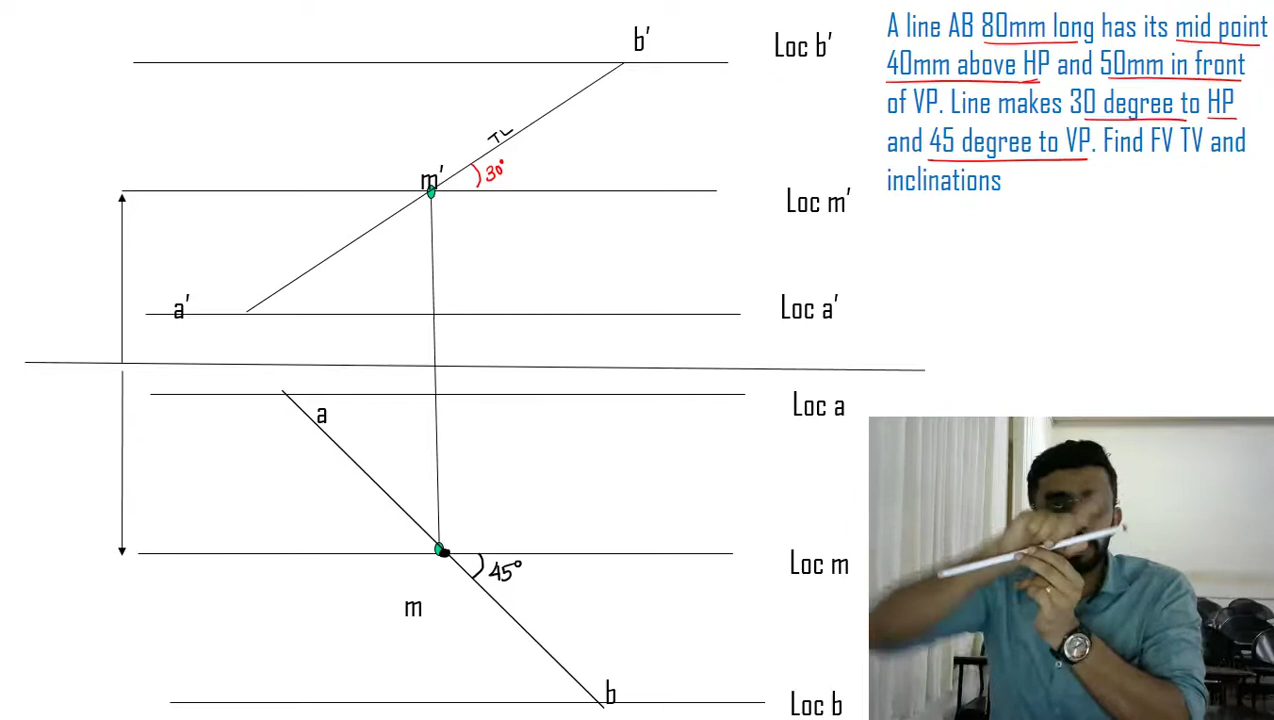 A line AB 80mm long has its mid point
40mm above HP and 50mm in front
of VP. Line makes 30 degree to HP
and 45 degree to VP. Find FV TV and
inclinations
b'
Loc b'
TL
30°
m'
Loc m'
a'
Loc a'
a
Loc a
45°
Loc m
m
b
Loc b